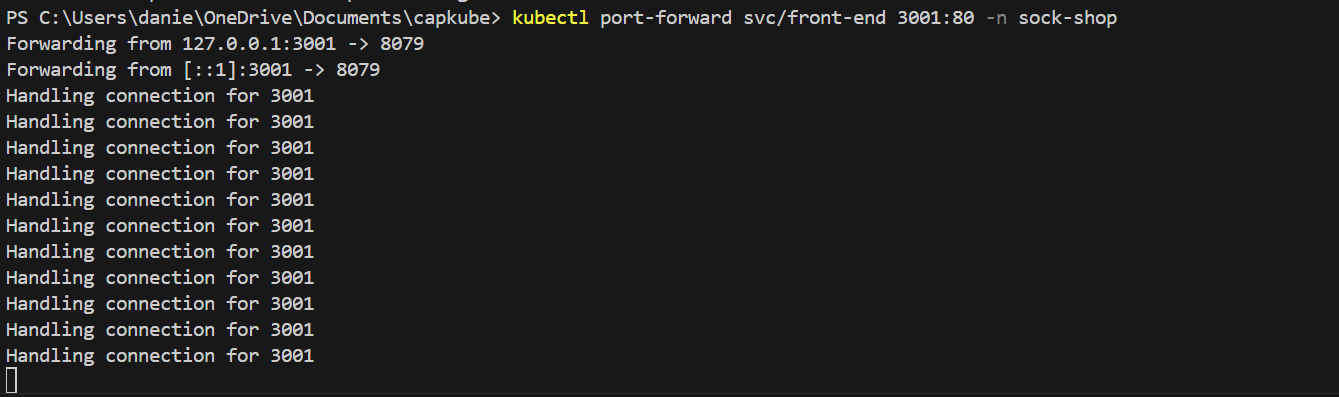 PS C:\Users\danie\OneDrive\Documents\capkube> kubectl port-forward svc/front-end 3001:80 -n sock-shop
Forwarding from 127.0.0.1:3001 -> 8079
Forwarding from [::1]:3001 -> 8079
Handling connection for 3001
Handling connection for 3001
Handling connection for 3001
Handling connection for 3001
Handling connection for 3001
Handling connection for 3001
Handling connection for 3001
Handling connection for 3001
Handling connection for 3001
Handling connection for 3001
Handling connection for 3001